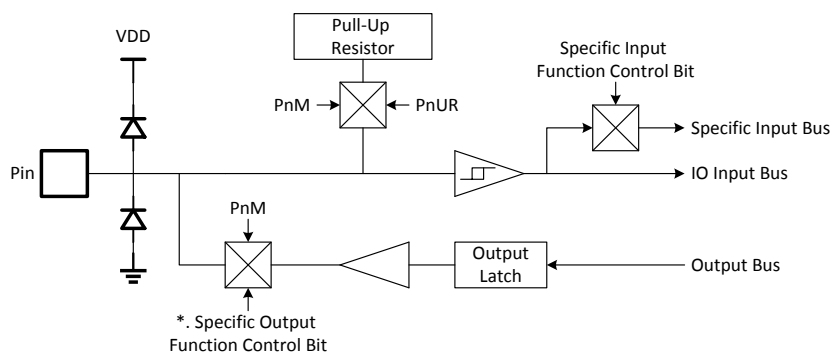 VDD
Pull-Up
Resistor
Specific Input
Function Control Bit
PnM
PnUR
Specific Input Bus
Pin
IO Input Bus
PnM
Output
Latch
Output Bus
*. Specific Output
Function Control Bit